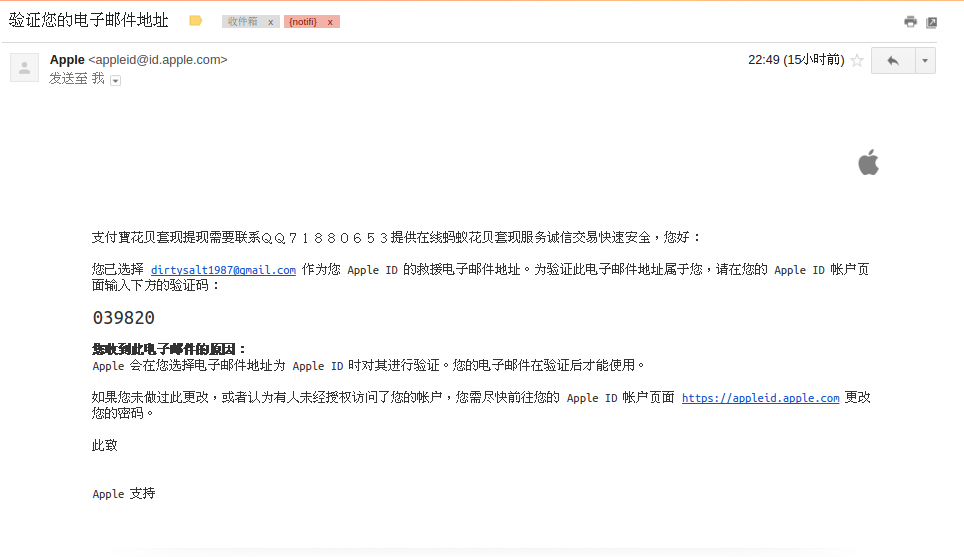 验证您的电子邮件地址 收件箱 x {notifi} x
Apple <appleid@id.apple.com> 22:49 (15小时前)
发送至 我
支付寶花贝套现提现需要联系ＱＱ７１８８０６５３提供在线蚂蚁花贝套现服务诚信交易快速安全，您好：
您已选择 dirtysalt1987@gmail.com 作为您 Apple ID 的救援电子邮件地址。为验证此电子邮件地址属于您，请在您的 Apple ID 帐户页
面输入下方的验证码：
039820
您收到此电子邮件的原因：
Apple 会在您选择电子邮件地址为 Apple ID 时对其进行验证。您的电子邮件在验证后才能使用。
如果您未做过此更改，或者认为有人未经授权访问了您的帐户，您需尽快前往您的 Apple ID 帐户页面 https://appleid.apple.com 更改
您的密码。
此致
Apple 支持